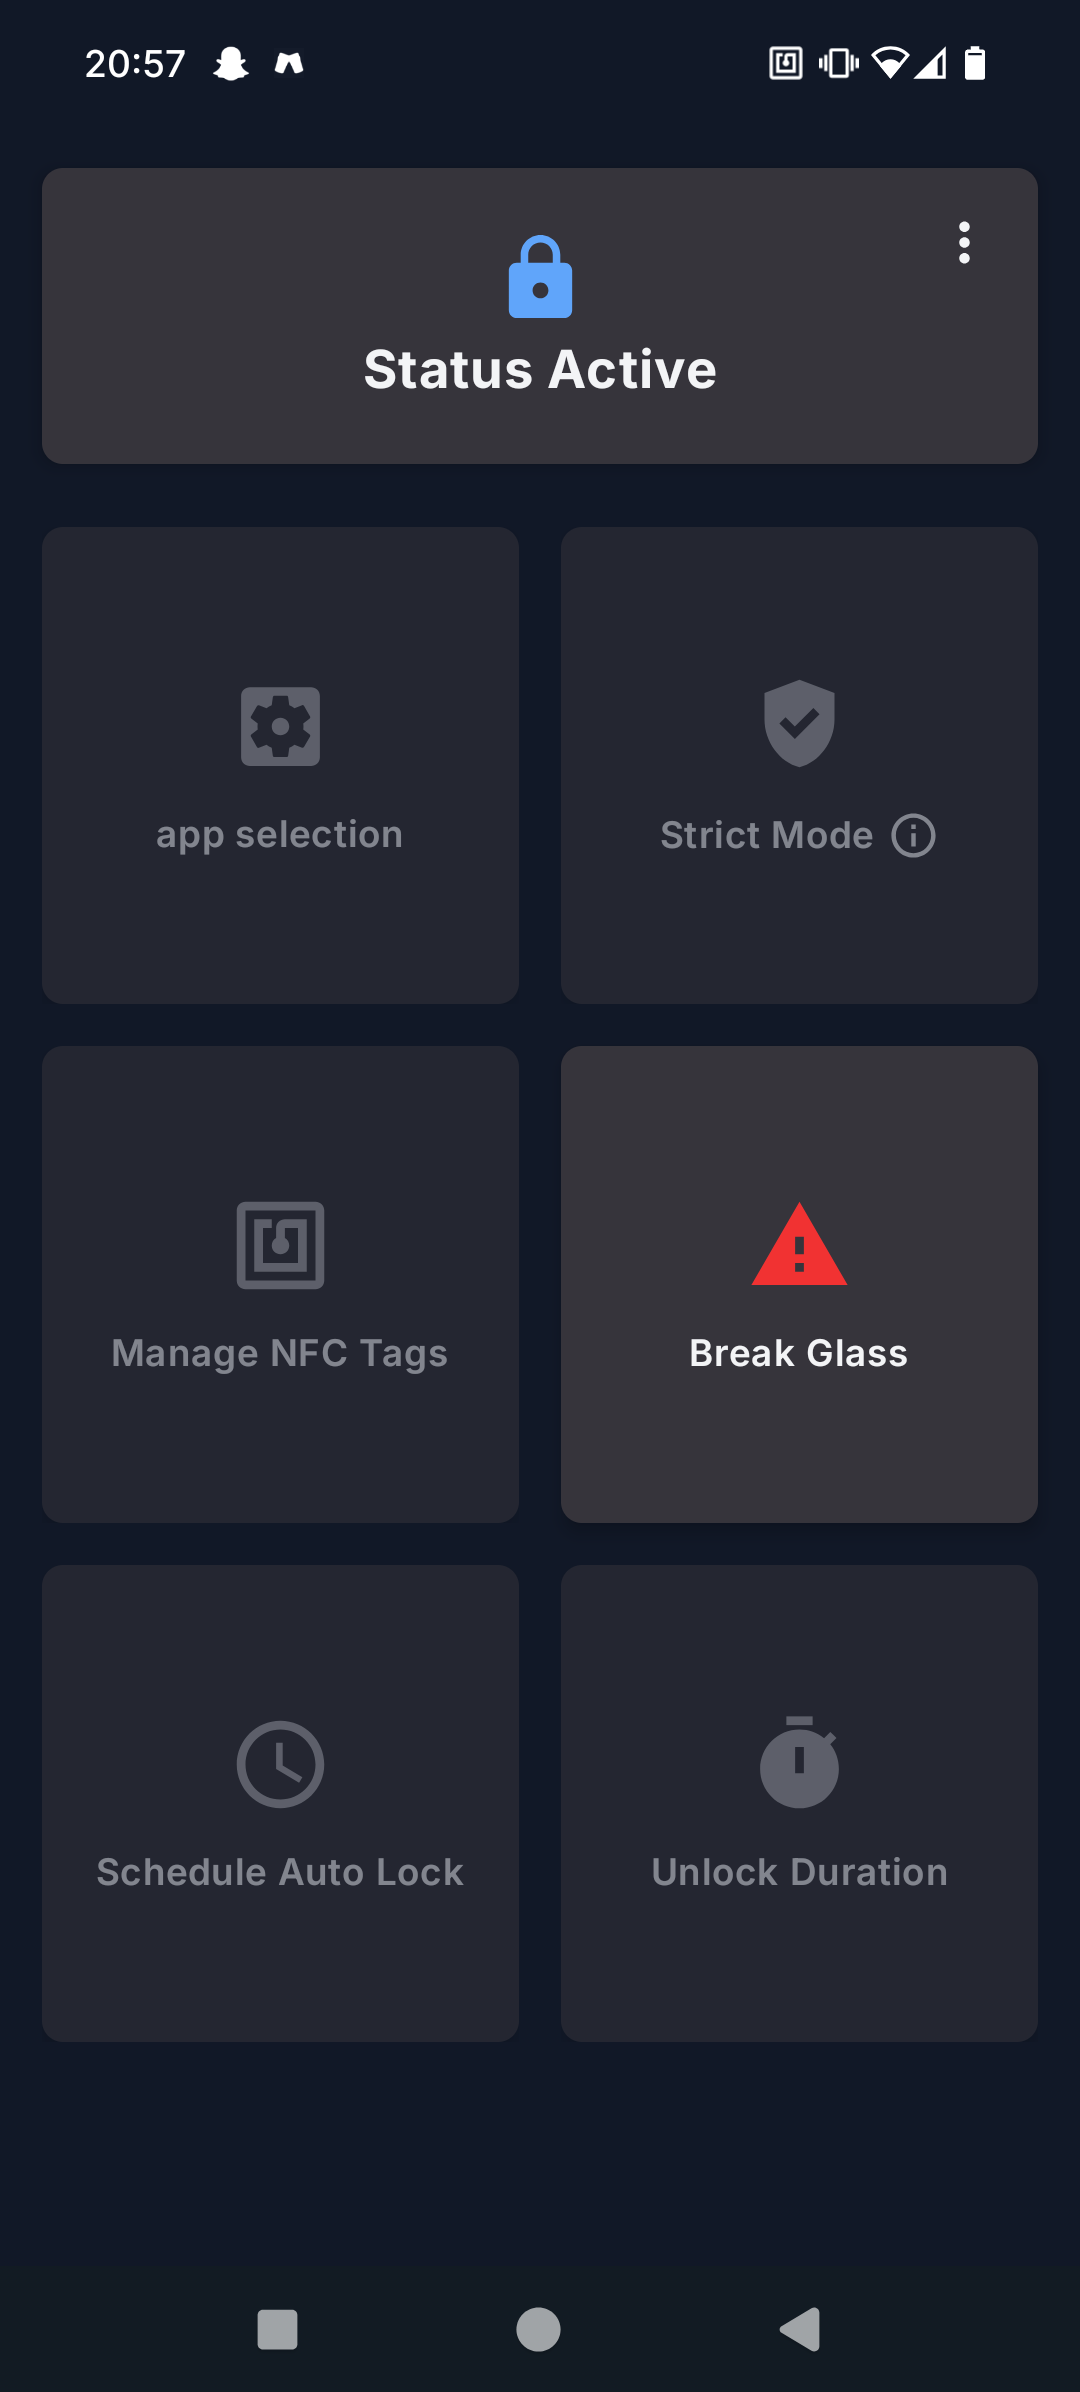 20:57
Status Active
app selection
Strict Mode
Manage NFC Tags
Break Glass
Schedule Auto Lock
Unlock Duration